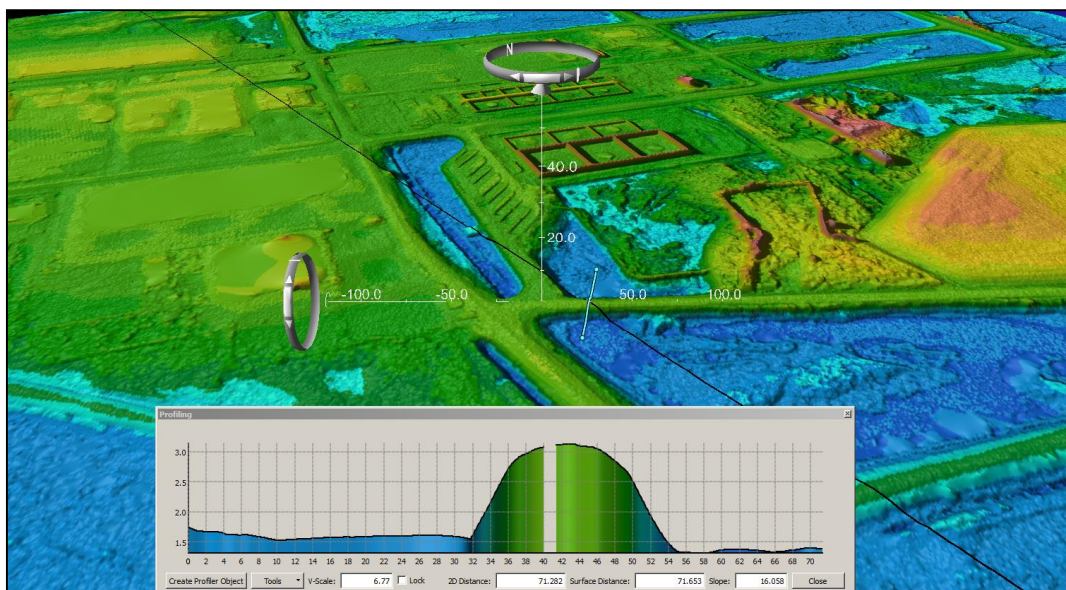 N
40.0
20.0
-100.0
-50.0
50.0
100.0
Profiling
3.0
2.5
2.0
1.5
0 2 4 6 8 10 12 14 16 18 20 22 24 26 28 30 32 34 36 38 40 42 44 46 48 50 52 54 56 58 60 62 64 66 68 70
Create Profiler Object Tools V-Scale: 6.77 Lock 2D Distance: 71.282 Surface Distance: 71.653 Slope: 16.058 Close